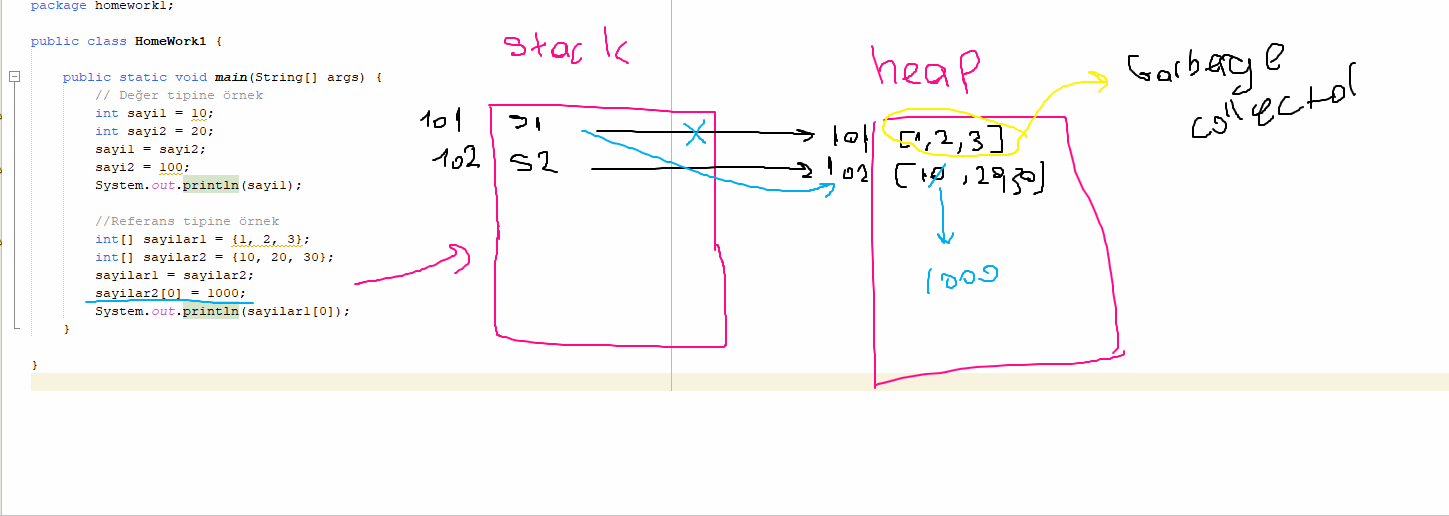 package homework1;
public class HomeWork1 {
public static void main(String[] args) {
// Değer tipine örnek
int sayi1 = 10;
int sayi2 = 20;
sayi1 = sayi2;
sayi2 = 100;
System.out.println(sayi1);
//Referans tipine örnek
int[] sayilar1 = {1, 2, 3};
int[] sayilar2 = {10, 20, 30};
sayilar1 = sayilar2;
sayilar2[0] = 1000;
System.out.println(sayilar1[0]);
}
}
stack
101 S1
102 S2
heap
101 [1,2,3]
102 [10,20,30]
1000
Garbage
collector